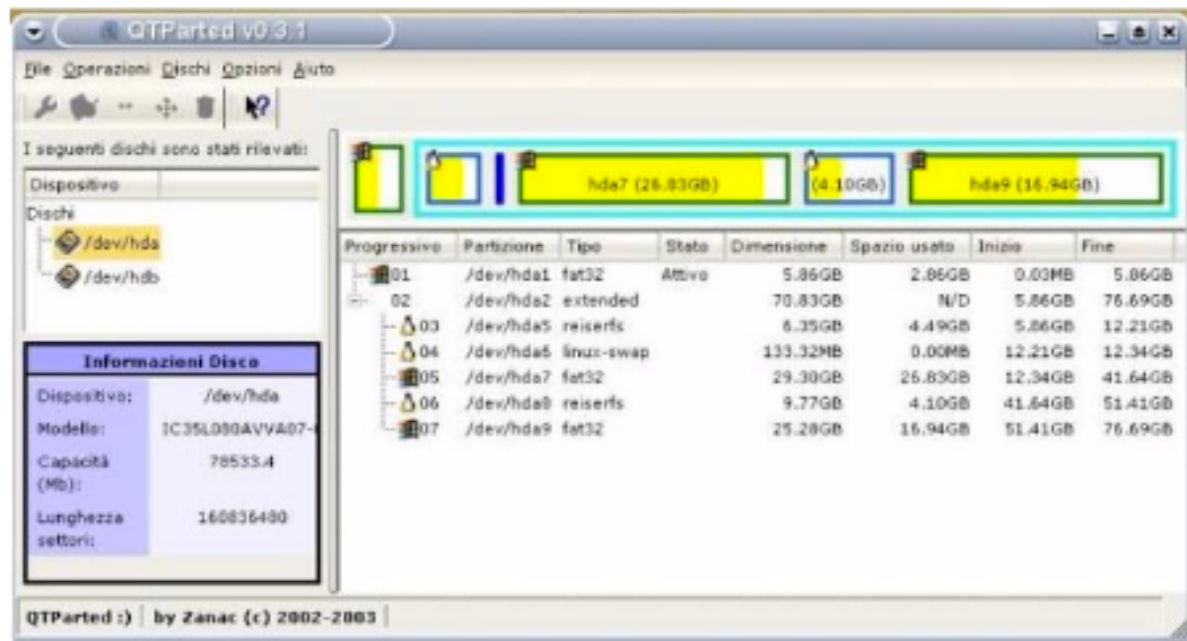 QTParted v0.3.1
File Operazioni Dischi Opzioni Aiuto
I seguenti dischi sono stati rilevati:
Dispositivo
Dischi
/dev/hda
/dev/hdb
Informazioni Disco
Dispositivo: /dev/hda
Modello: IC35L080AVVA07-
Capacità (Mb): 78533.4
Lunghezza settori: 160836480
hda7 (26.83GB)
(4.10GB)
hda9 (16.94GB)
Progressivo Partizione Tipo Stato Dimensione Spazio usato Inizio Fine
01 /dev/hda1 fat32 Attivo 5.86GB 2.86GB 0.03MB 5.86GB
02 /dev/hda2 extended 70.83GB N/D 5.86GB 76.69GB
03 /dev/hda5 reiserfs 6.35GB 4.49GB 5.86GB 12.21GB
04 /dev/hda6 linux-swap 133.32MB 0.00MB 12.21GB 12.34GB
05 /dev/hda7 fat32 29.30GB 26.83GB 12.34GB 41.64GB
06 /dev/hda8 reiserfs 9.77GB 4.10GB 41.64GB 51.41GB
07 /dev/hda9 fat32 25.28GB 16.94GB 51.41GB 76.69GB
QTParted :) by Zanac (c) 2002-2003